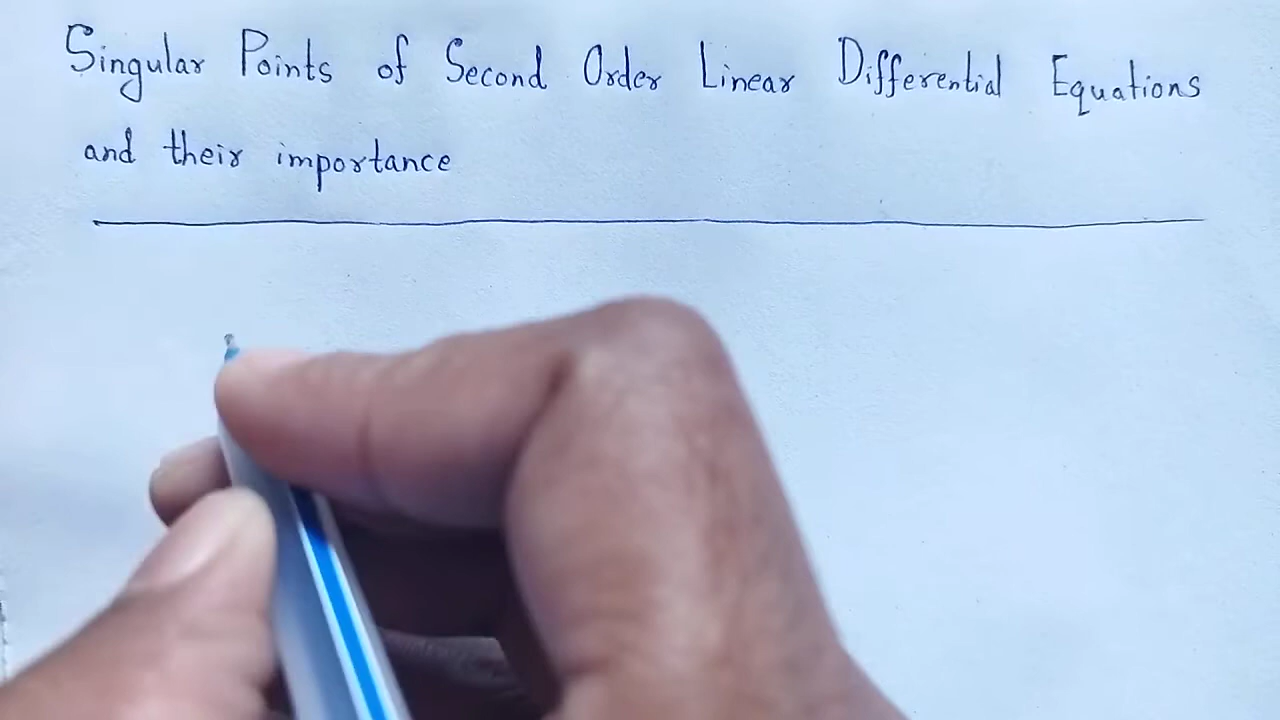 Singular Points of Second Order Linear Differential Equations
and their importance